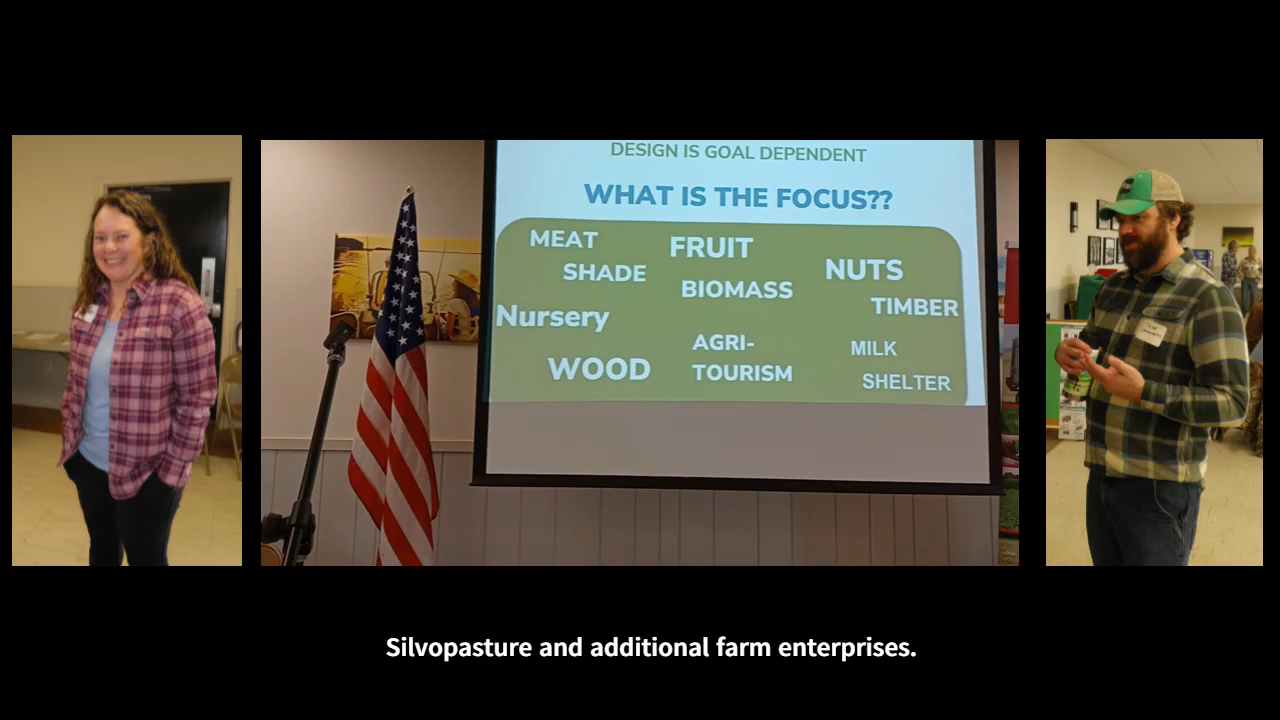 DESIGN IS GOAL DEPENDENT
WHAT IS THE FOCUS??
MEAT
FRUIT
SHADE
NUTS
BIOMASS
TIMBER
Nursery
AGRI-
TOURISM
MILK
WOOD
SHELTER
Silvopasture and additional farm enterprises.